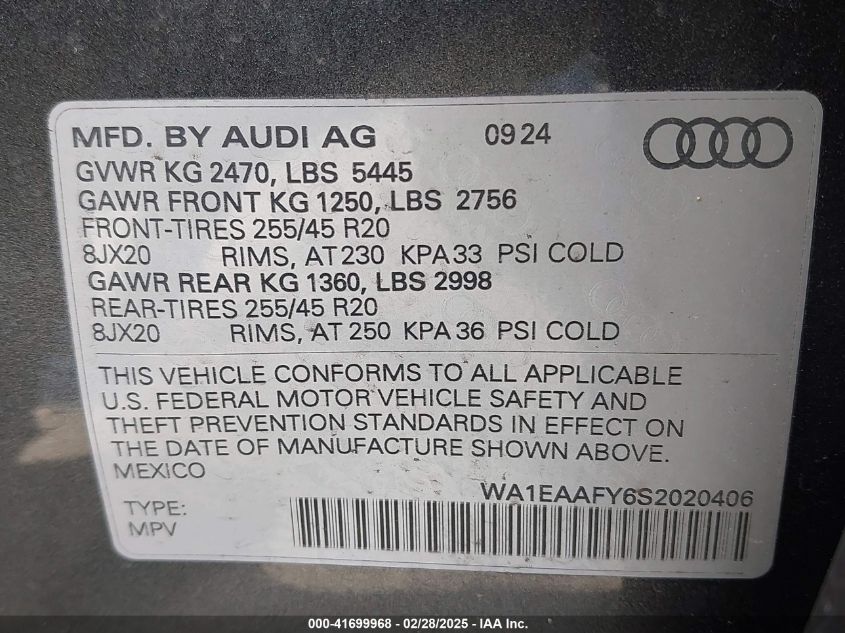 MFD. BY AUDI AG 09 24
GVWR KG 2470, LBS 5445
GAWR FRONT KG 1250, LBS 2756
FRONT-TIRES 255/45 R20
8JX20 RIMS, AT 230 KPA 33 PSI COLD
GAWR REAR KG 1360, LBS 2998
REAR-TIRES 255/45 R20
8JX20 RIMS, AT 250 KPA 36 PSI COLD
THIS VEHICLE CONFORMS TO ALL APPLICABLE
U.S. FEDERAL MOTOR VEHICLE SAFETY AND
THEFT PREVENTION STANDARDS IN EFFECT ON
THE DATE OF MANUFACTURE SHOWN ABOVE.
MEXICO
WA1EAAFY6S2020406
TYPE:
MPV
000-41699968 - 02/28/2025 - IAA Inc.